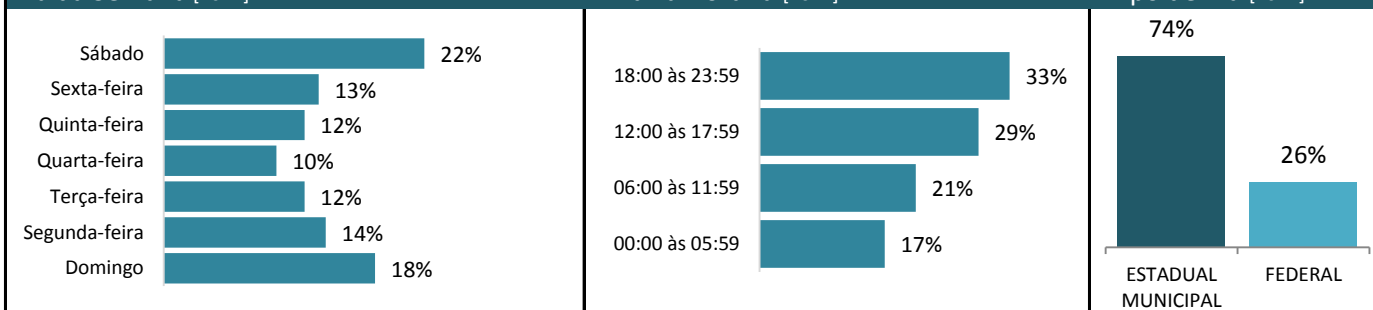 Sábado 22%
Sexta-feira 13%
Quinta-feira 12%
Quarta-feira 10%
Terça-feira 12%
Segunda-feira 14%
Domingo 18%
18:00 às 23:59 33%
12:00 às 17:59 29%
06:00 às 11:59 21%
00:00 às 05:59 17%
74%
26%
ESTADUAL MUNICIPAL
FEDERAL